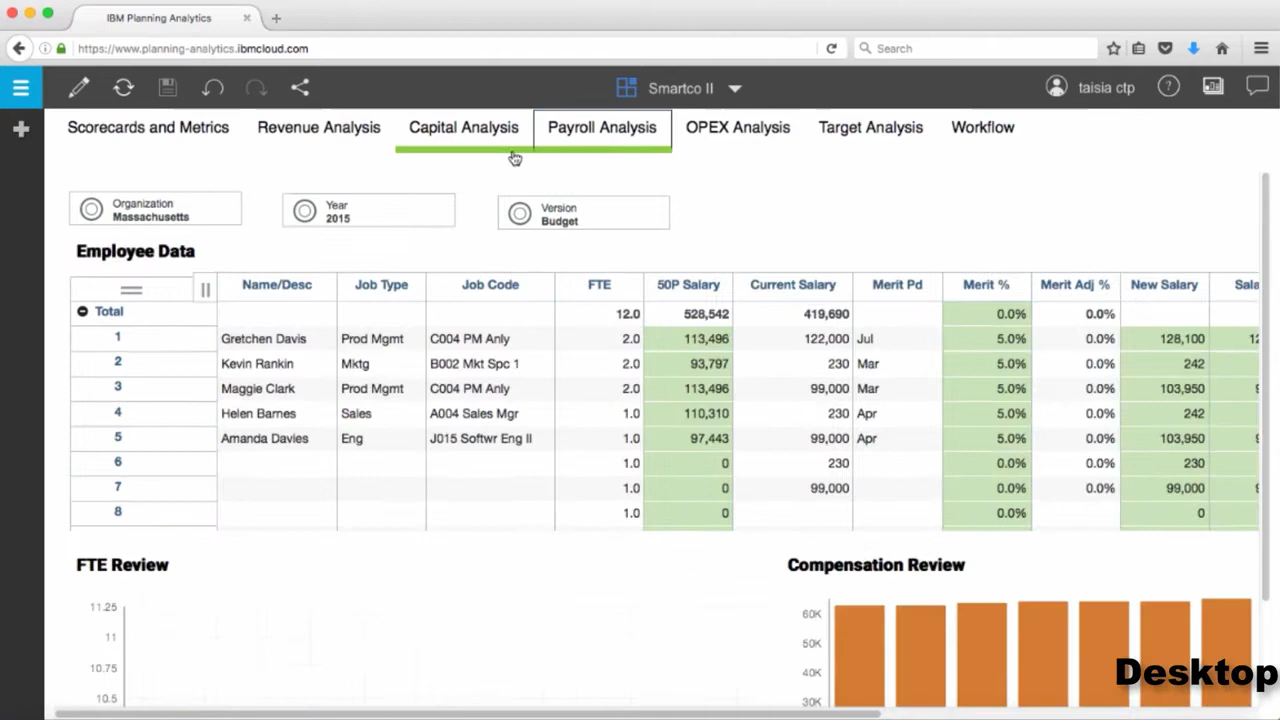 IBM Planning Analytics
https://www.planning-analytics.ibmcloud.com
Search
Smartco II
taisia ctp
Scorecards and Metrics Revenue Analysis Capital Analysis Payroll Analysis OPEX Analysis Target Analysis Workflow
Organization
Massachusetts
Year
2015
Version
Budget
Employee Data
Name/Desc Job Type Job Code FTE 50P Salary Current Salary Merit Pd Merit % Merit Adj % New Salary Sala
Total 12.0 528,542 419,690 0.0% 0.0%
1 Gretchen Davis Prod Mgmt C004 PM Anly 2.0 113,496 122,000 Jul 5.0% 0.0% 128,100 12
2 Kevin Rankin Mktg B002 Mkt Spc 1 2.0 93,797 230 Mar 5.0% 0.0% 242
3 Maggie Clark Prod Mgmt C004 PM Anly 2.0 113,496 99,000 Mar 5.0% 0.0% 103,950 9
4 Helen Barnes Sales A004 Sales Mgr 1.0 110,310 230 Apr 5.0% 0.0% 242
5 Amanda Davies Eng J015 Softwr Eng II 1.0 97,443 99,000 Apr 5.0% 0.0% 103,950 9
6 1.0 0 230 0.0% 0.0% 230
7 1.0 0 99,000 0.0% 0.0% 99,000 9
8 1.0 0 0.0% 0
FTE Review
11.25
11
10.75
10.5
Compensation Review
60K
50K
40K
30K
Desktop